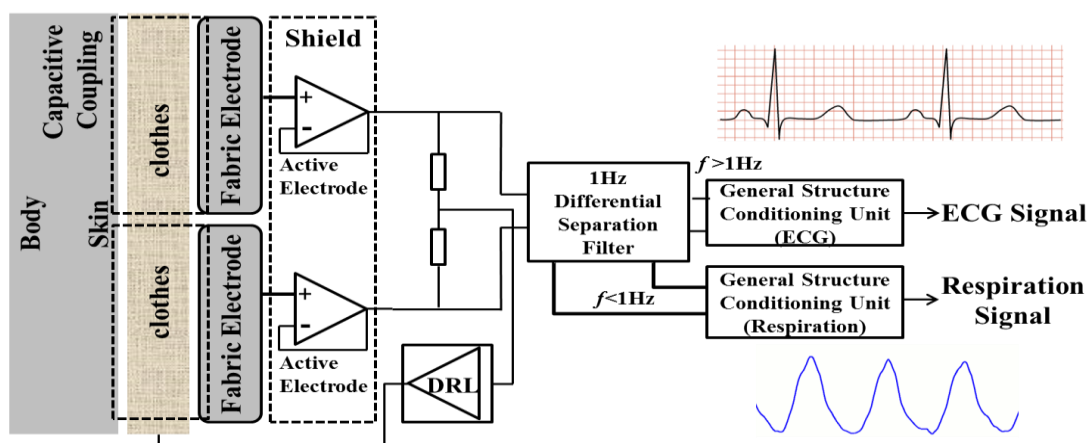 Capacitive
Coupling
Body
Skin
clothes
clothes
Fabric Electrode
Fabric Electrode
Shield
+
-
Active
Electrode
+
-
Active
Electrode
DRL
1Hz
Differential
Separation
Filter
f >1Hz
f<1Hz
General Structure
Conditioning Unit
(ECG)
ECG Signal
General Structure
Conditioning Unit
(Respiration)
Respiration
Signal